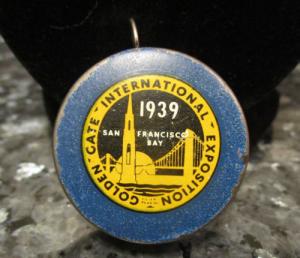 GOLDEN GATE - INTERNATIONAL - EXPOSITION
1939
SAN FRANCISCO
BAY